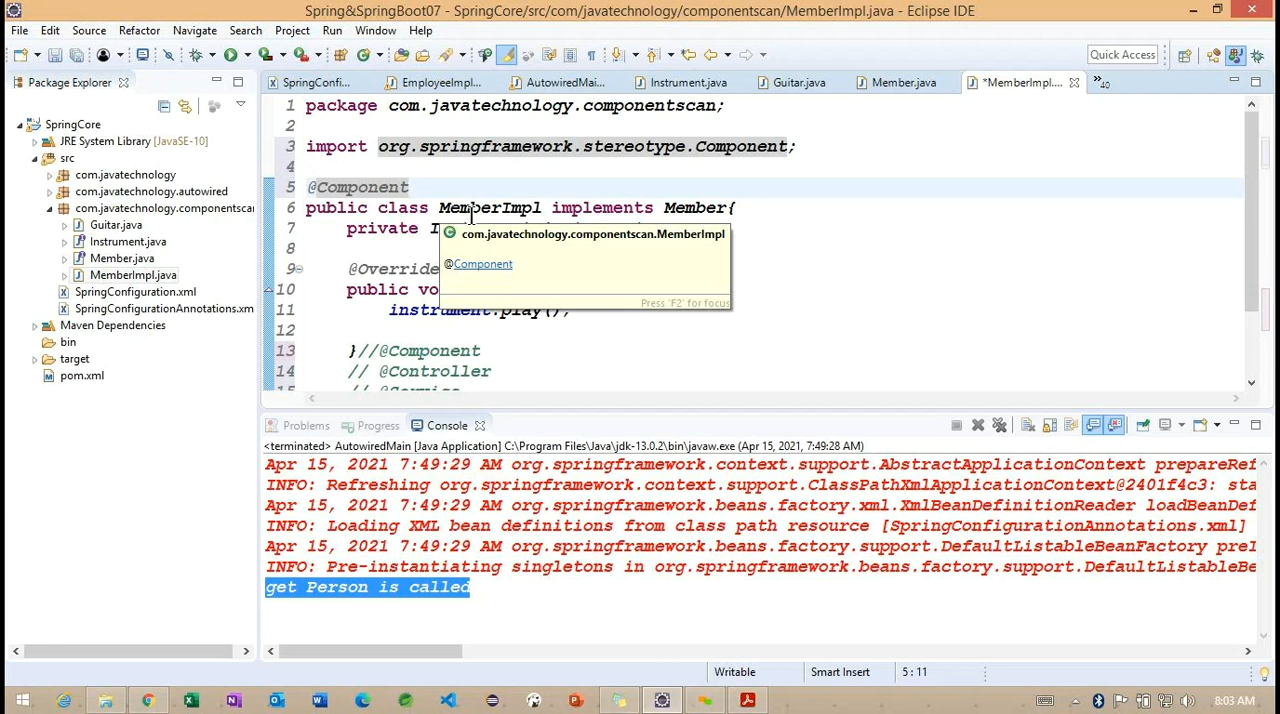 Spring&SpringBoot07 - SpringCore/src/com/javatechnology/componentscan/MemberImpl.java - Eclipse IDE
File Edit Source Refactor Navigate Search Project Run Window Help
Quick Access
Package Explorer
SpringConfi... EmployeeImpl... AutowiredMai... Instrument.java Guitar.java Member.java *MemberImpl... »40
SpringCore
JRE System Library [JavaSE-10]
src
com.javatechnology
com.javatechnology.autowired
com.javatechnology.componentscan
Guitar.java
Instrument.java
Member.java
MemberImpl.java
SpringConfiguration.xml
SpringConfigurationAnnotations.xm
Maven Dependencies
bin
target
pom.xml
1 package com.javatechnology.componentscan;
2
3 import org.springframework.stereotype.Component;
4
5 @Component
6 public class MemberImpl implements Member{
7 private I
8
9 @Override
10 public vo
11 instrument.play();
12
13 }//@Component
14 // @Controller
15 // @Service
com.javatechnology.componentscan.MemberImpl
@Component
Press 'F2' for focus
Problems Progress Console
<terminated> AutowiredMain [Java Application] C:\Program Files\Java\jdk-13.0.2\bin\javaw.exe (Apr 15, 2021, 7:49:28 AM)
Apr 15, 2021 7:49:29 AM org.springframework.context.support.AbstractApplicationContext prepareRef
INFO: Refreshing org.springframework.context.support.ClassPathXmlApplicationContext@2401f4c3: sta
Apr 15, 2021 7:49:29 AM org.springframework.beans.factory.xml.XmlBeanDefinitionReader loadBeanDef
INFO: Loading XML bean definitions from class path resource [SpringConfigurationAnnotations.xml]
Apr 15, 2021 7:49:29 AM org.springframework.beans.factory.support.DefaultListableBeanFactory preI
INFO: Pre-instantiating singletons in org.springframework.beans.factory.support.DefaultListableBe
get Person is called
Writable Smart Insert 5 : 11
8:03 AM